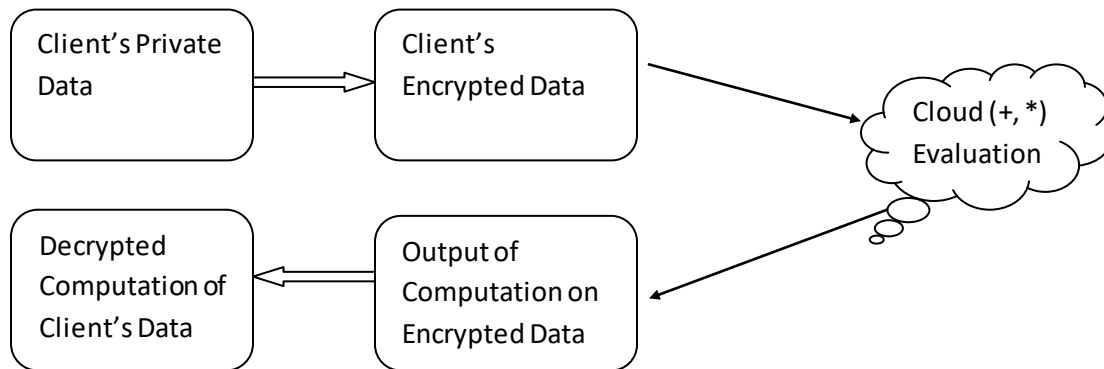 Client’s Private
Data
Client’s
Encrypted Data
Cloud (+, *)
Evaluation
Decrypted
Computation of
Client’s Data
Output of
Computation on
Encrypted Data